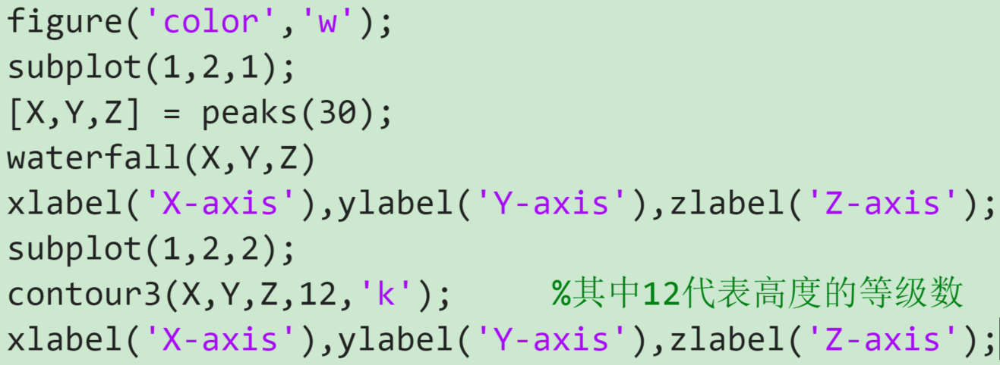 figure('color','w');
subplot(1,2,1);
[X,Y,Z] = peaks(30);
waterfall(X,Y,Z)
xlabel('X-axis'),ylabel('Y-axis'),zlabel('Z-axis');
subplot(1,2,2);
contour3(X,Y,Z,12,'k');      %其中12代表高度的等级数
xlabel('X-axis'),ylabel('Y-axis'),zlabel('Z-axis');